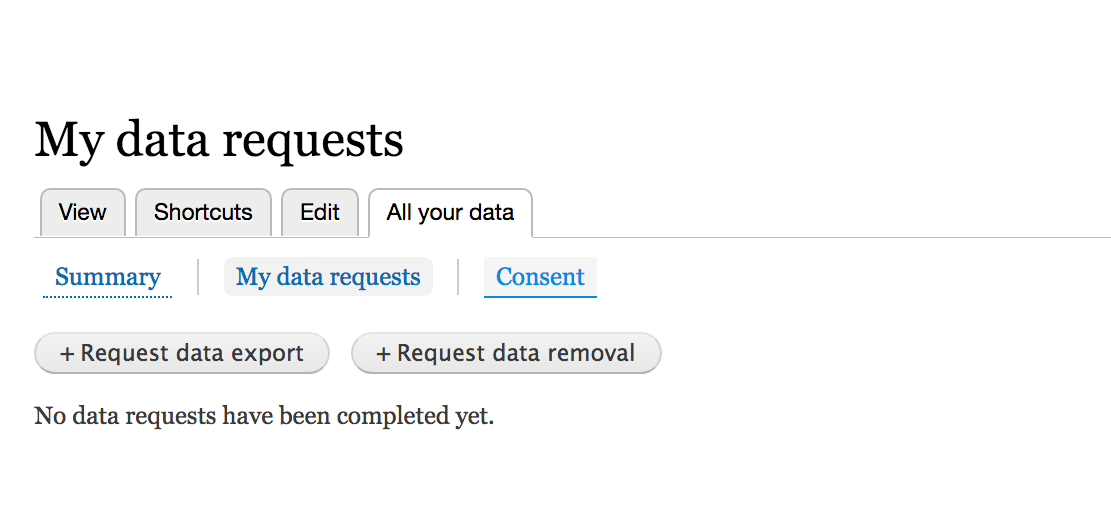 My data requests
View Shortcuts Edit All your data
Summary My data requests Consent
+ Request data export + Request data removal
No data requests have been completed yet.